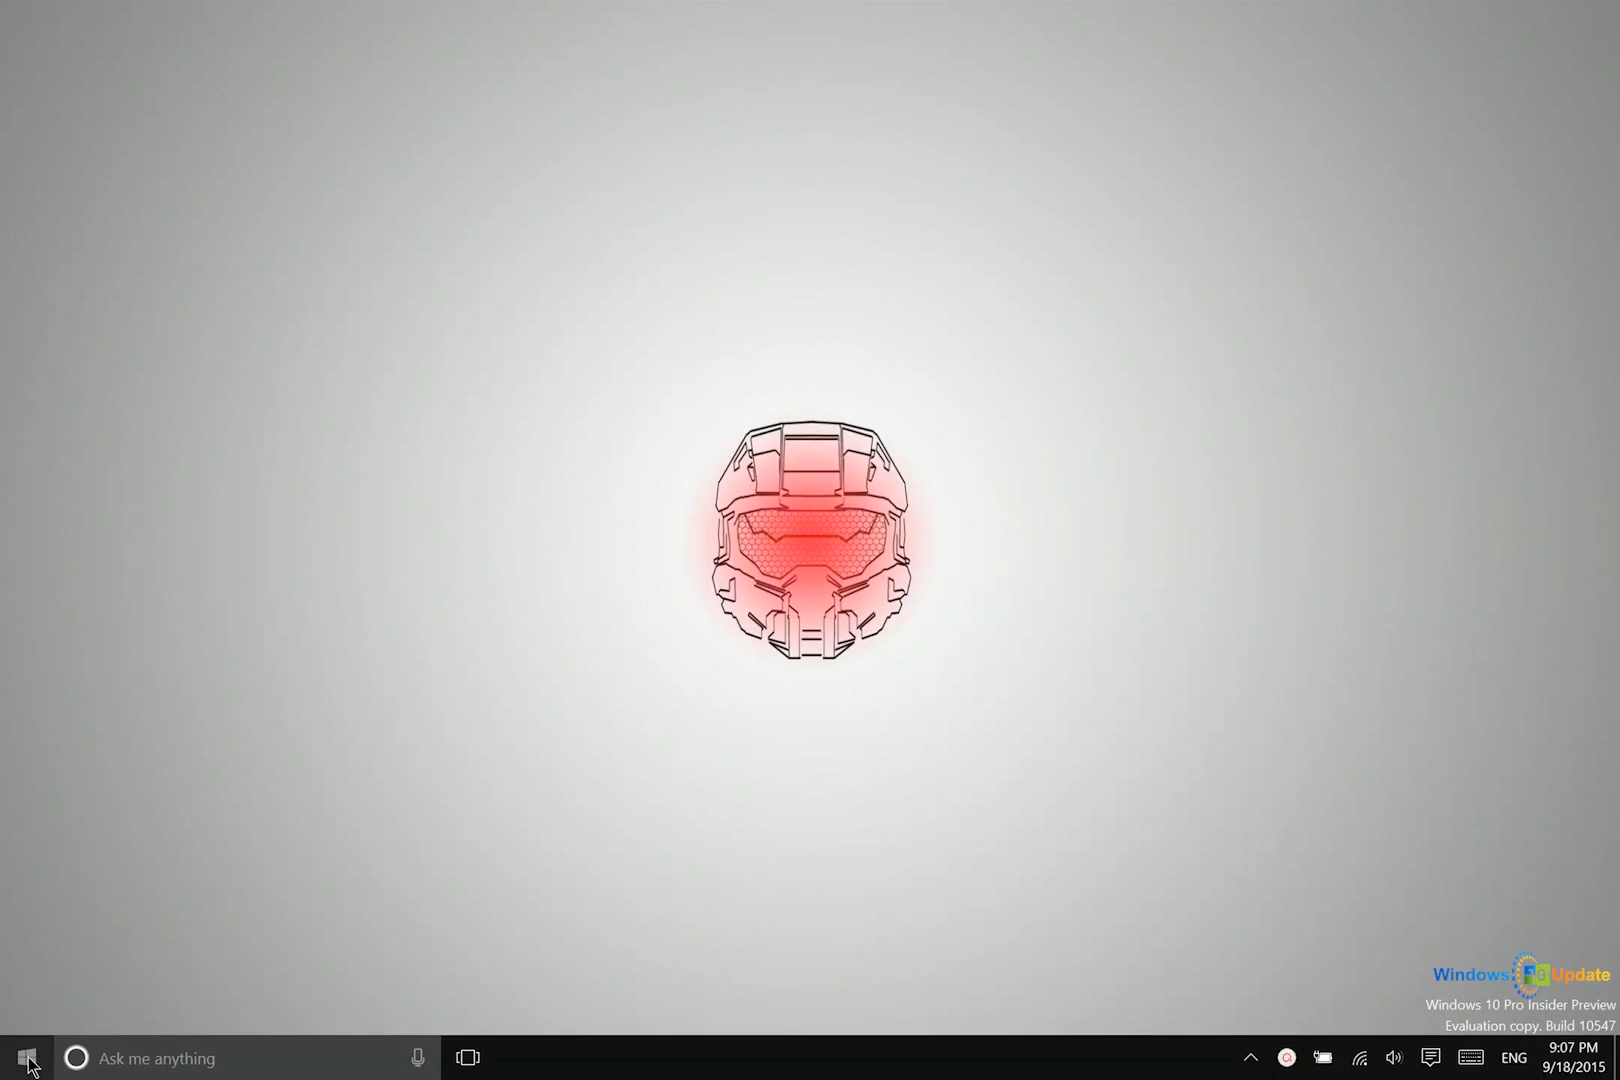 Windows 10 Update
Windows 10 Pro Insider Preview
Evaluation copy. Build 10547
Ask me anything
ENG
9:07 PM
9/18/2015